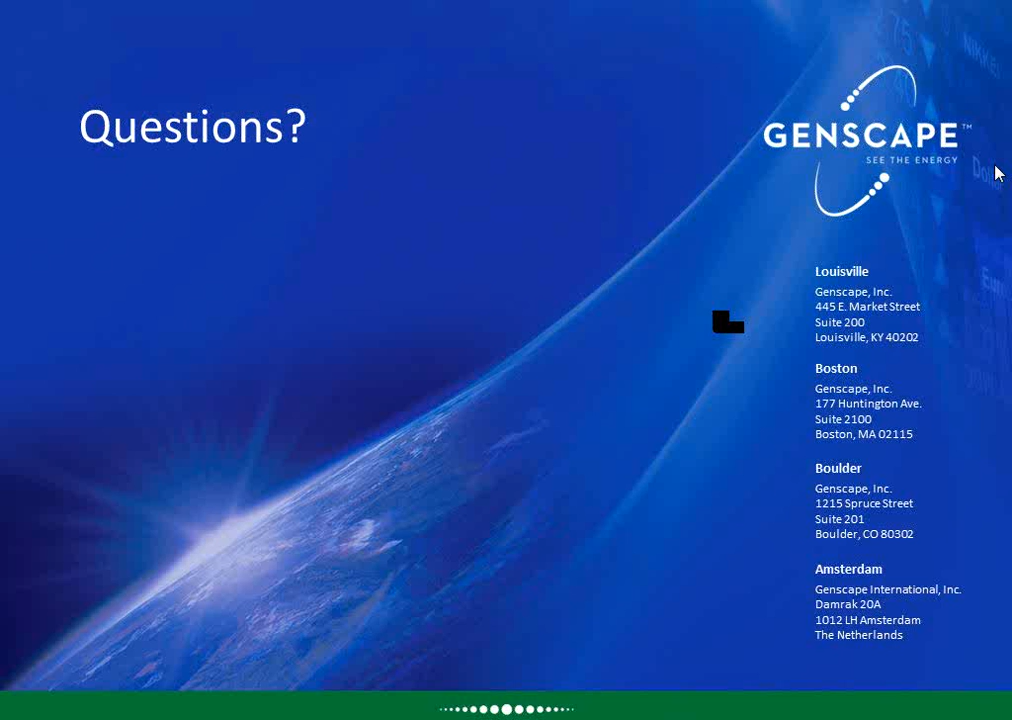 Questions?
GENSCAPE™
SEE THE ENERGY
Louisville
Genscape, Inc.
445 E. Market Street
Suite 200
Louisville, KY 40202
Boston
Genscape, Inc.
177 Huntington Ave.
Suite 2100
Boston, MA 02115
Boulder
Genscape, Inc.
1215 Spruce Street
Suite 201
Boulder, CO 80302
Amsterdam
Genscape International, Inc.
Damrak 20A
1012 LH Amsterdam
The Netherlands
75
NIKKEI